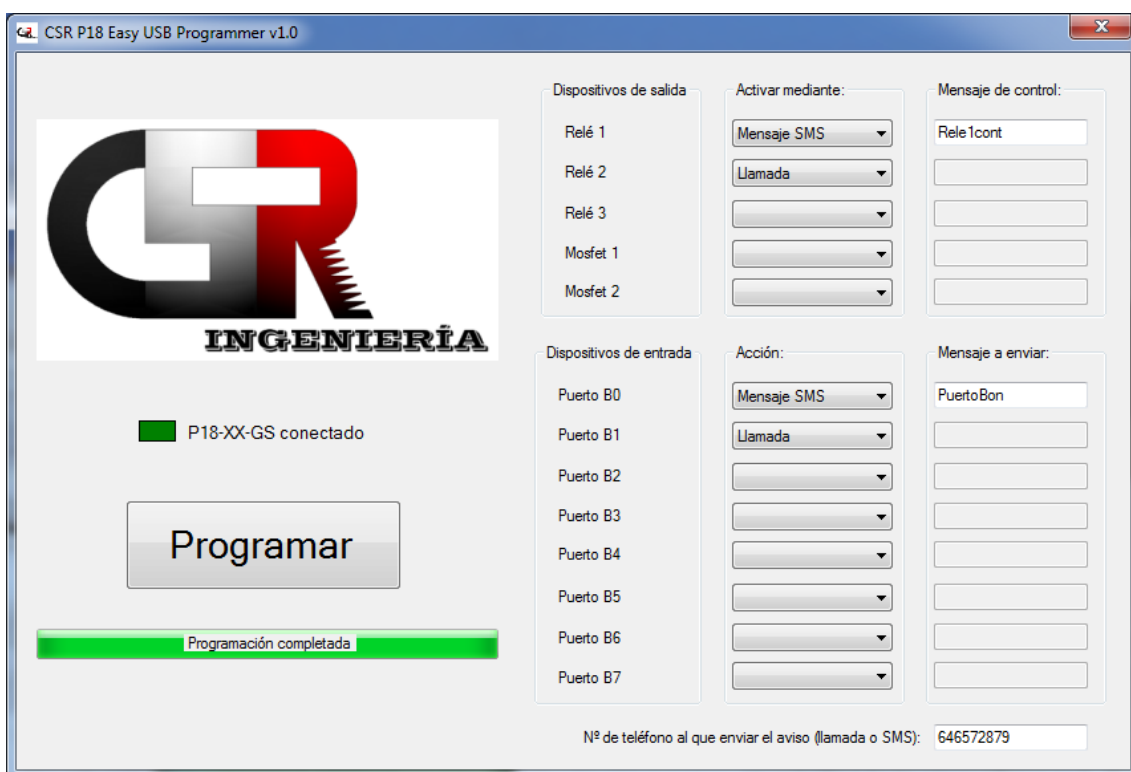 CSR P18 Easy USB Programmer v1.0
CSR
INGENIERÍA
P18-XX-GS conectado
Programar
Programación completada
Dispositivos de salida
Activar mediante:
Mensaje de control:
Relé 1
Mensaje SMS
Rele1cont
Relé 2
Llamada
Relé 3
Mosfet 1
Mosfet 2
Dispositivos de entrada
Acción:
Mensaje a enviar:
Puerto B0
Mensaje SMS
PuertoBon
Puerto B1
Llamada
Puerto B2
Puerto B3
Puerto B4
Puerto B5
Puerto B6
Puerto B7
Nº de teléfono al que enviar el aviso (llamada o SMS):
646572879